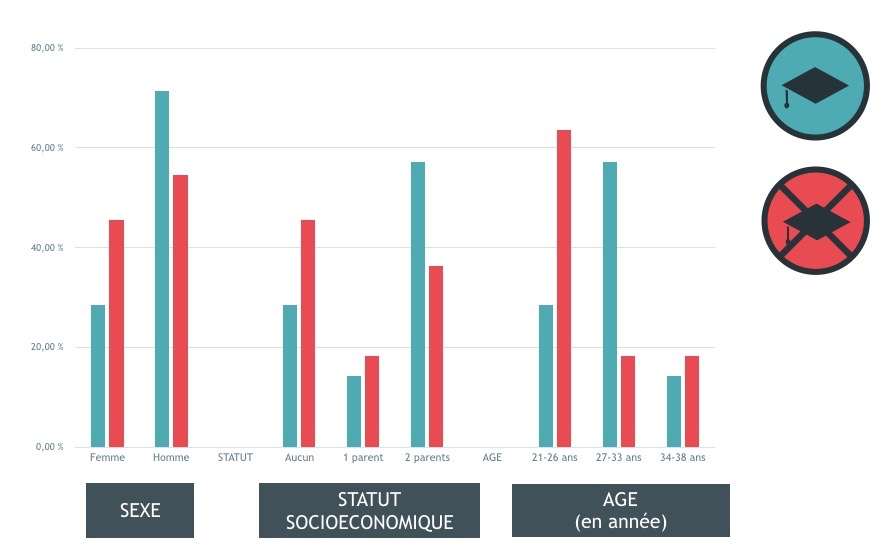 80,00 %
60,00 %
40,00 %
20,00 %
0,00 %
Femme
Homme
STATUT
Aucun
1 parent
2 parents
AGE
21-26 ans
27-33 ans
34-38 ans
SEXE
STATUT
SOCIOECONOMIQUE
AGE
(en année)